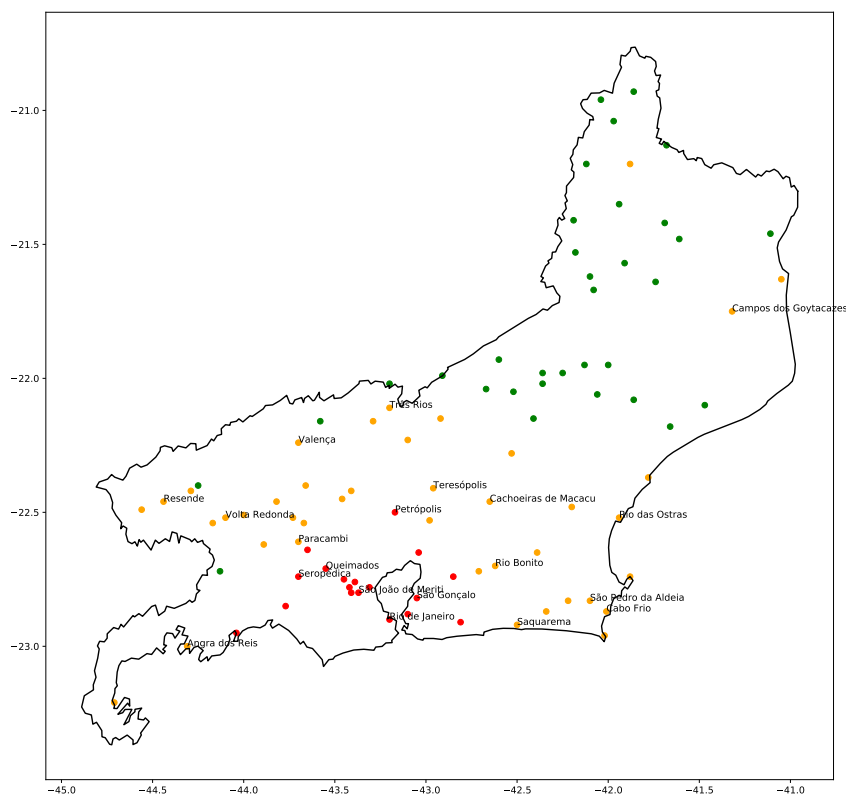 −21.0
−21.5
Campos dos Goytacazes
−22.0
Três Rios
Valença
Teresópolis
Resende
Cachoeiras de Macacu
−22.5
Petrópolis
Volta Redonda
Rio das Ostras
Paracambi
Queimados
Rio Bonito
Seropédica
São João de Meriti
São Gonçalo
São Pedro da Aldeia
Cabo Frio
Rio de Janeiro
Saquarema
−23.0
Angra dos Reis
−23.5
−45.0 −44.5 −44.0 −43.5 −43.0 −42.5 −42.0 −41.5 −41.0